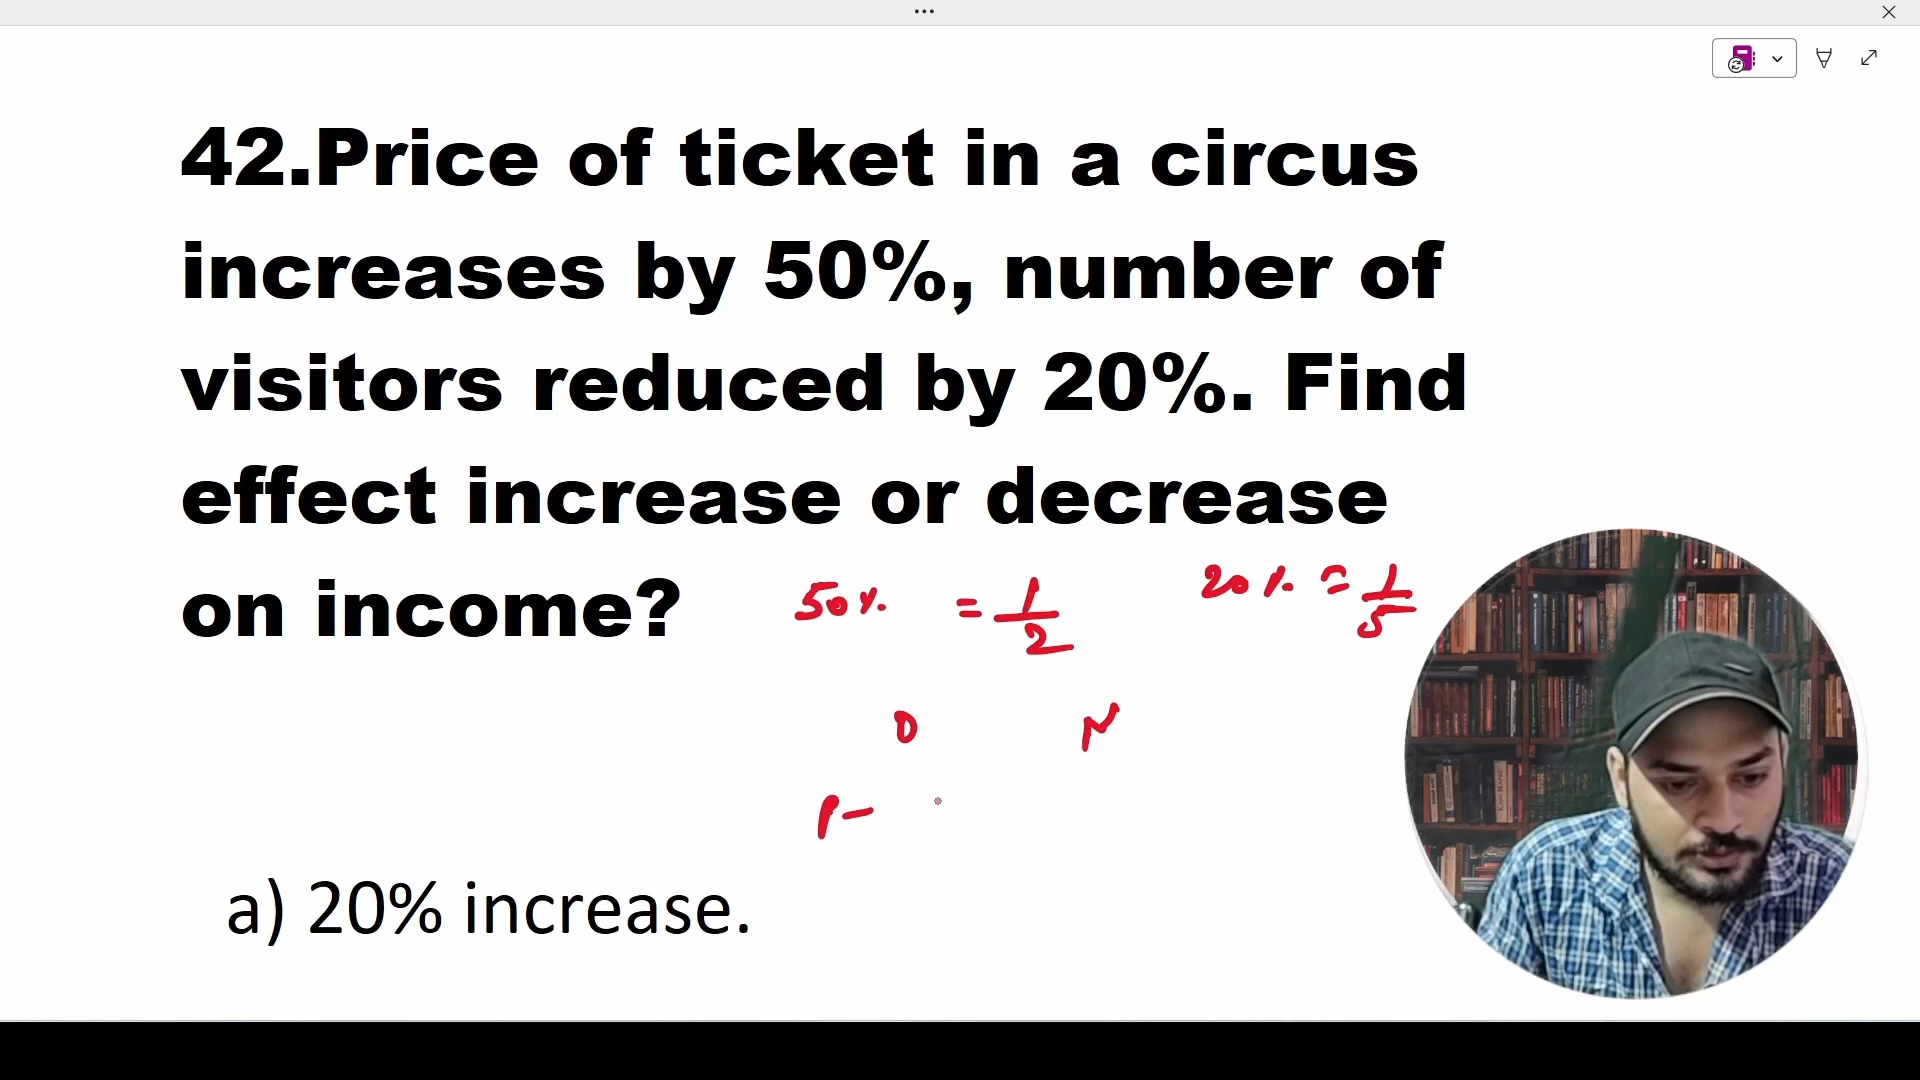 42.Price of ticket in a circus
increases by 50%, number of
visitors reduced by 20%. Find
effect increase or decrease
on income?
50%. = 1/2
20%. = 1/5
O N
P-
a) 20% increase.